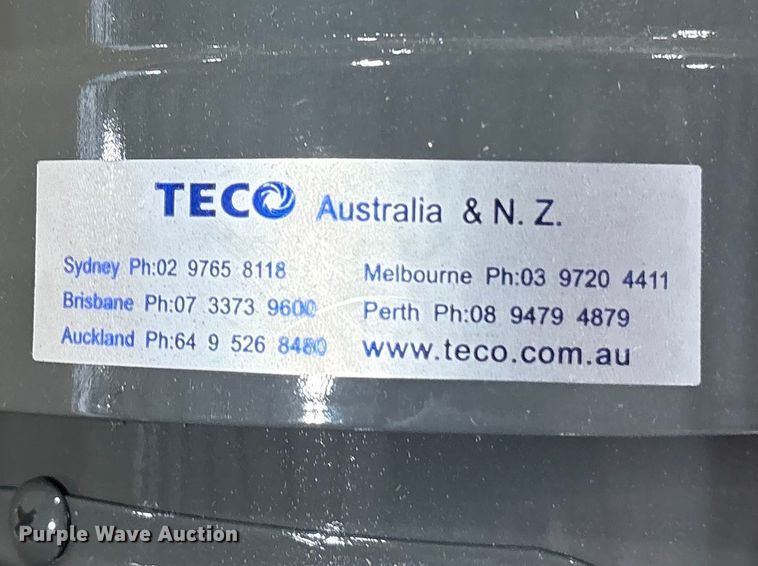 TECO Australia & N. Z.
Sydney Ph:02 9765 8118
Melbourne Ph:03 9720 4411
Brisbane Ph:07 3373 9600
Perth Ph:08 9479 4879
Auckland Ph:64 9 526 8480
www.teco.com.au
Purple Wave Auction